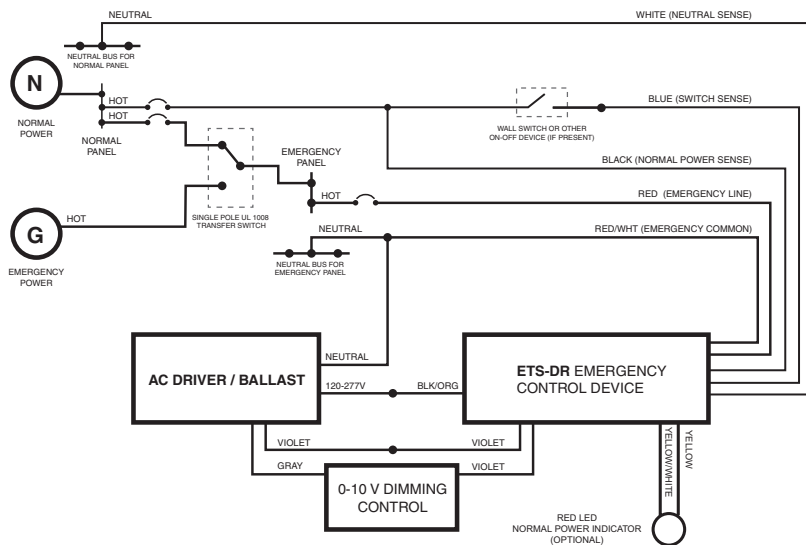 NEUTRAL
WHITE (NEUTRAL SENSE)
NEUTRAL BUS FOR
NORMAL PANEL
N
NORMAL
POWER
HOT
HOT
NORMAL
PANEL
BLUE (SWITCH SENSE)
WALL SWITCH OR OTHER
ON-OFF DEVICE (IF PRESENT)
EMERGENCY
PANEL
BLACK (NORMAL POWER SENSE)
HOT
RED (EMERGENCY LINE)
G
HOT
SINGLE POLE UL 1008
TRANSFER SWITCH
NEUTRAL
RED/WHT (EMERGENCY COMMON)
EMERGENCY
POWER
NEUTRAL BUS FOR
EMERGENCY PANEL
AC DRIVER / BALLAST
NEUTRAL
120-277V
BLK/ORG
ETS-DR EMERGENCY
CONTROL DEVICE
VIOLET
VIOLET
GRAY
VIOLET
0-10 V DIMMING
CONTROL
YELLOW/WHITE
YELLOW
RED LED
NORMAL POWER INDICATOR
(OPTIONAL)